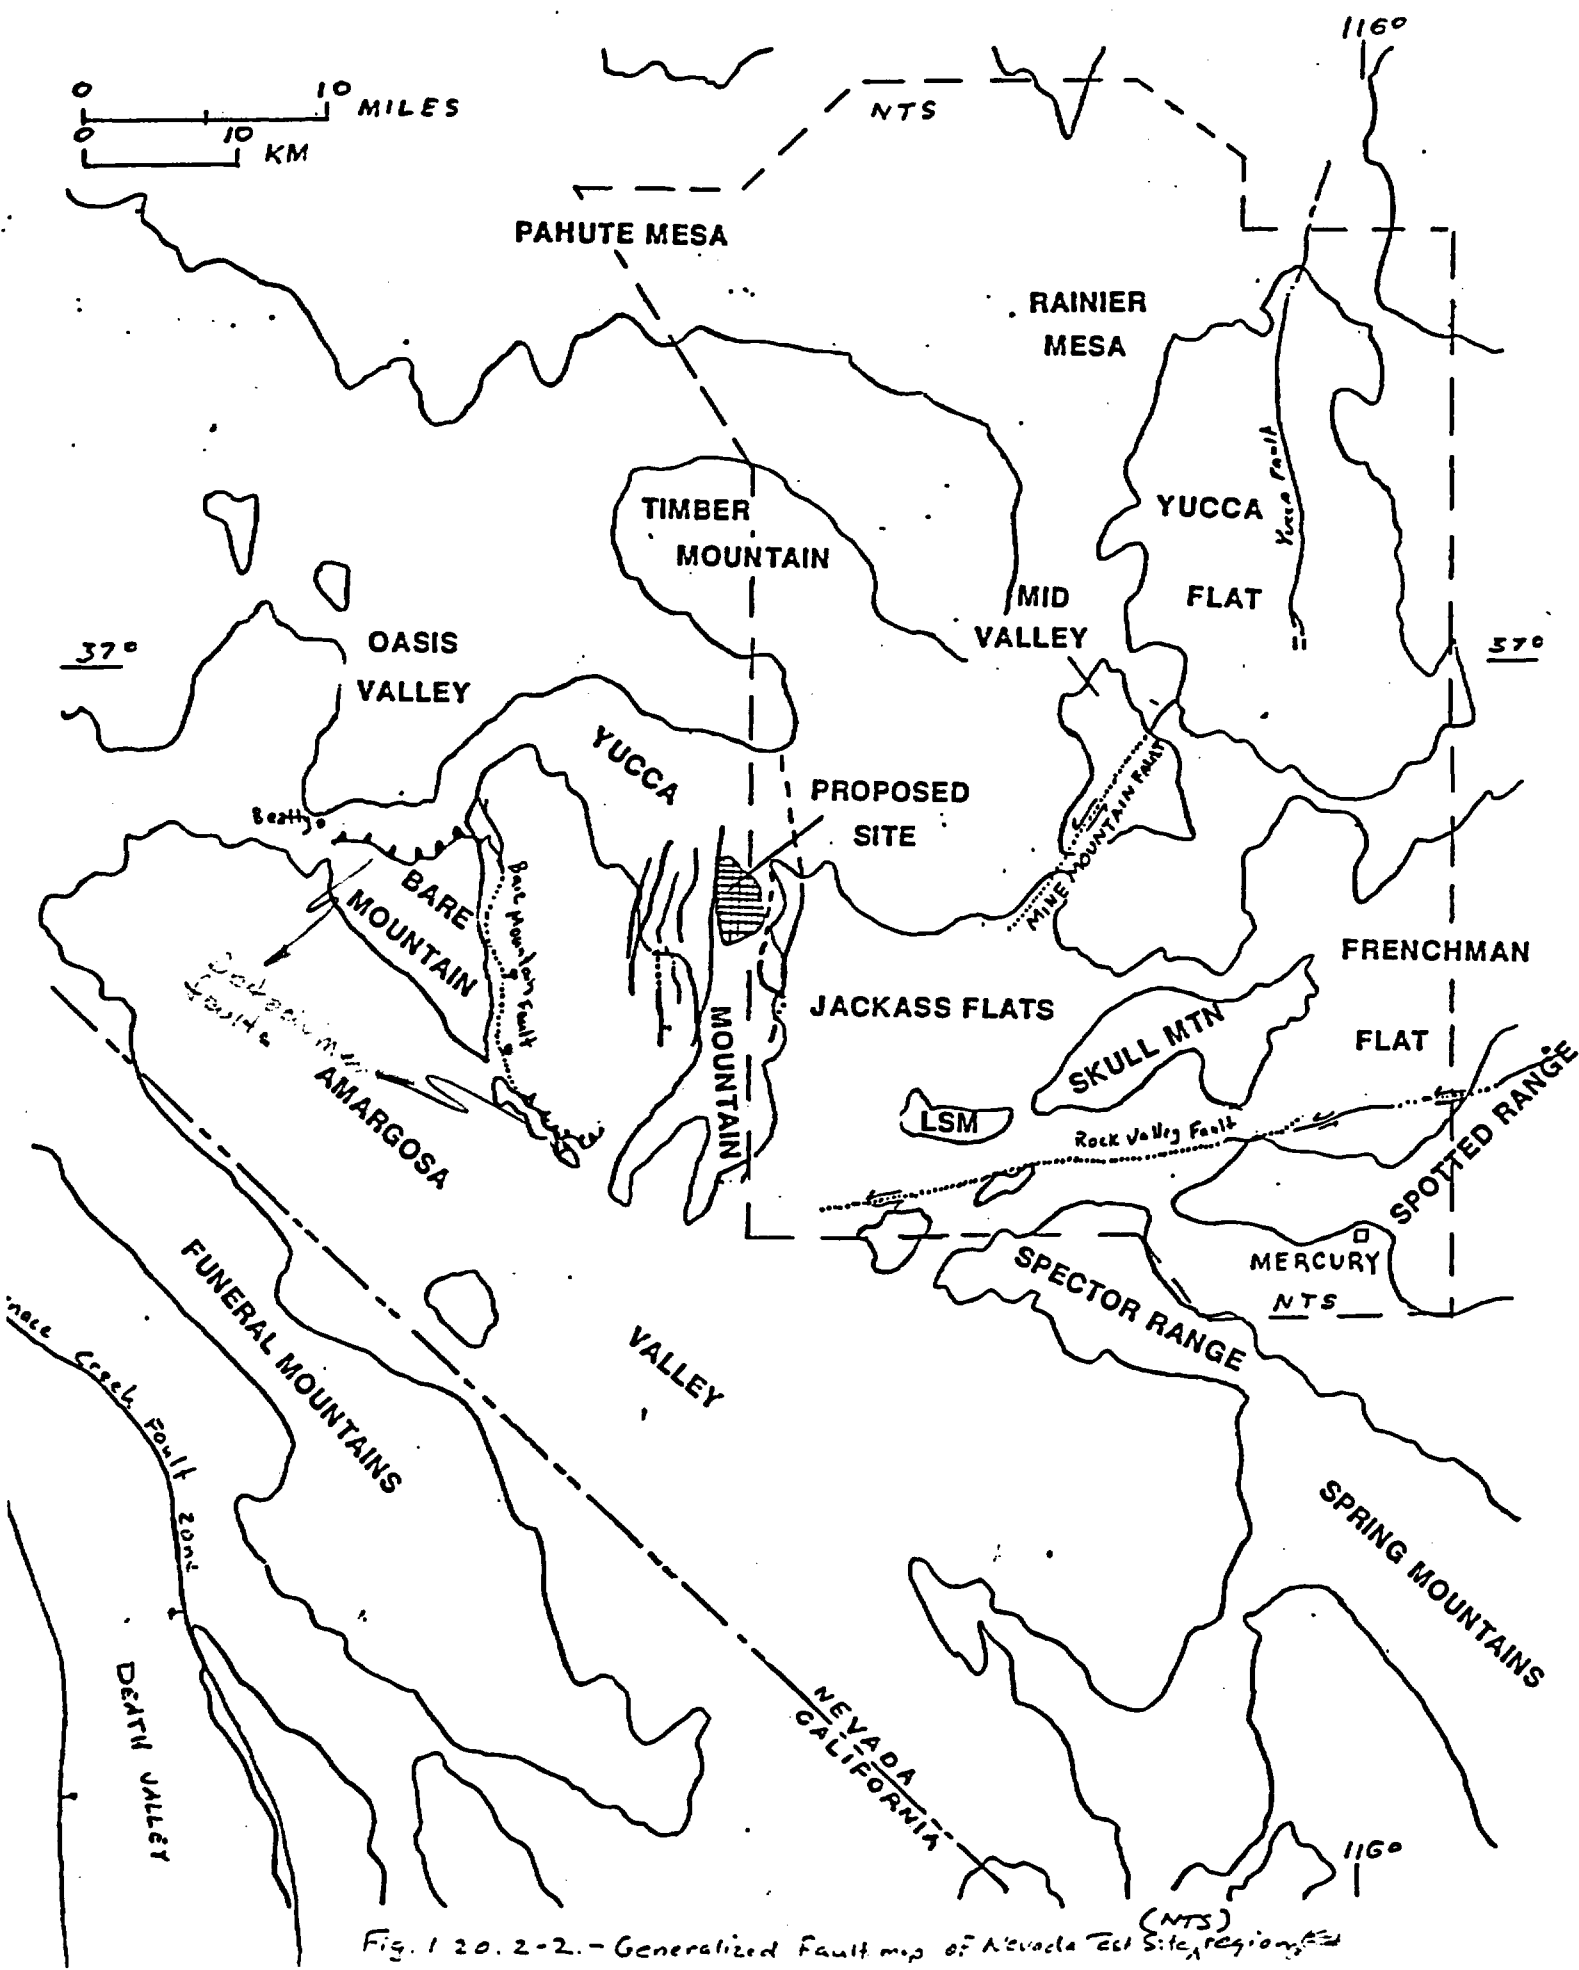 116°
0 10 MILES
0 10 KM
NTS
PAHUTE MESA
RAINIER
MESA
Yucca Fault
YUCCA
FLAT
TIMBER
MOUNTAIN
MID
VALLEY
37°
37°
OASIS
VALLEY
YUCCA
MOUNTAIN
PROPOSED
SITE
MINE MOUNTAIN FAULT
Beatty
BARE
MOUNTAIN
Bare Mountain Fault
FRENCHMAN
FLAT
JACKASS FLATS
SKULL MTN
LSM
Rock Valley Fault
SPOTTED RANGE
AMARGOSA
VALLEY
MERCURY
NTS
SPECTOR RANGE
FUNERAL MOUNTAINS
Creek Fault Zone
SPRING MOUNTAINS
DEATH VALLEY
NEVADA
CALIFORNIA
116°
(NTS)
Fig. 1 20.2-2.- Generalized Fault map of Nevada Test Site region